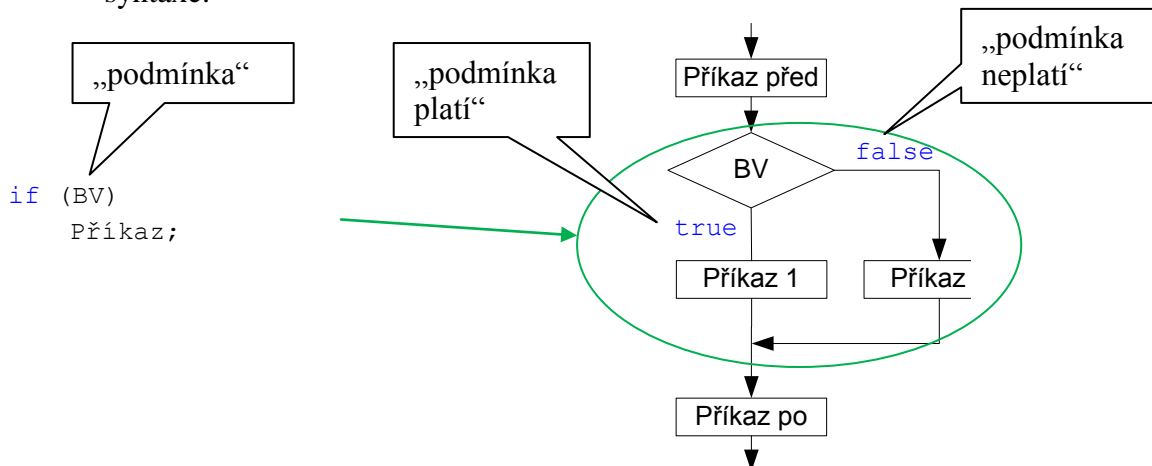 syntaxe:
„podmínka“
if (BV)
Příkaz;
„podmínka
platí“
„podmínka
neplatí“
Příkaz před
BV
false
true
Příkaz 1
Příkaz
Příkaz po